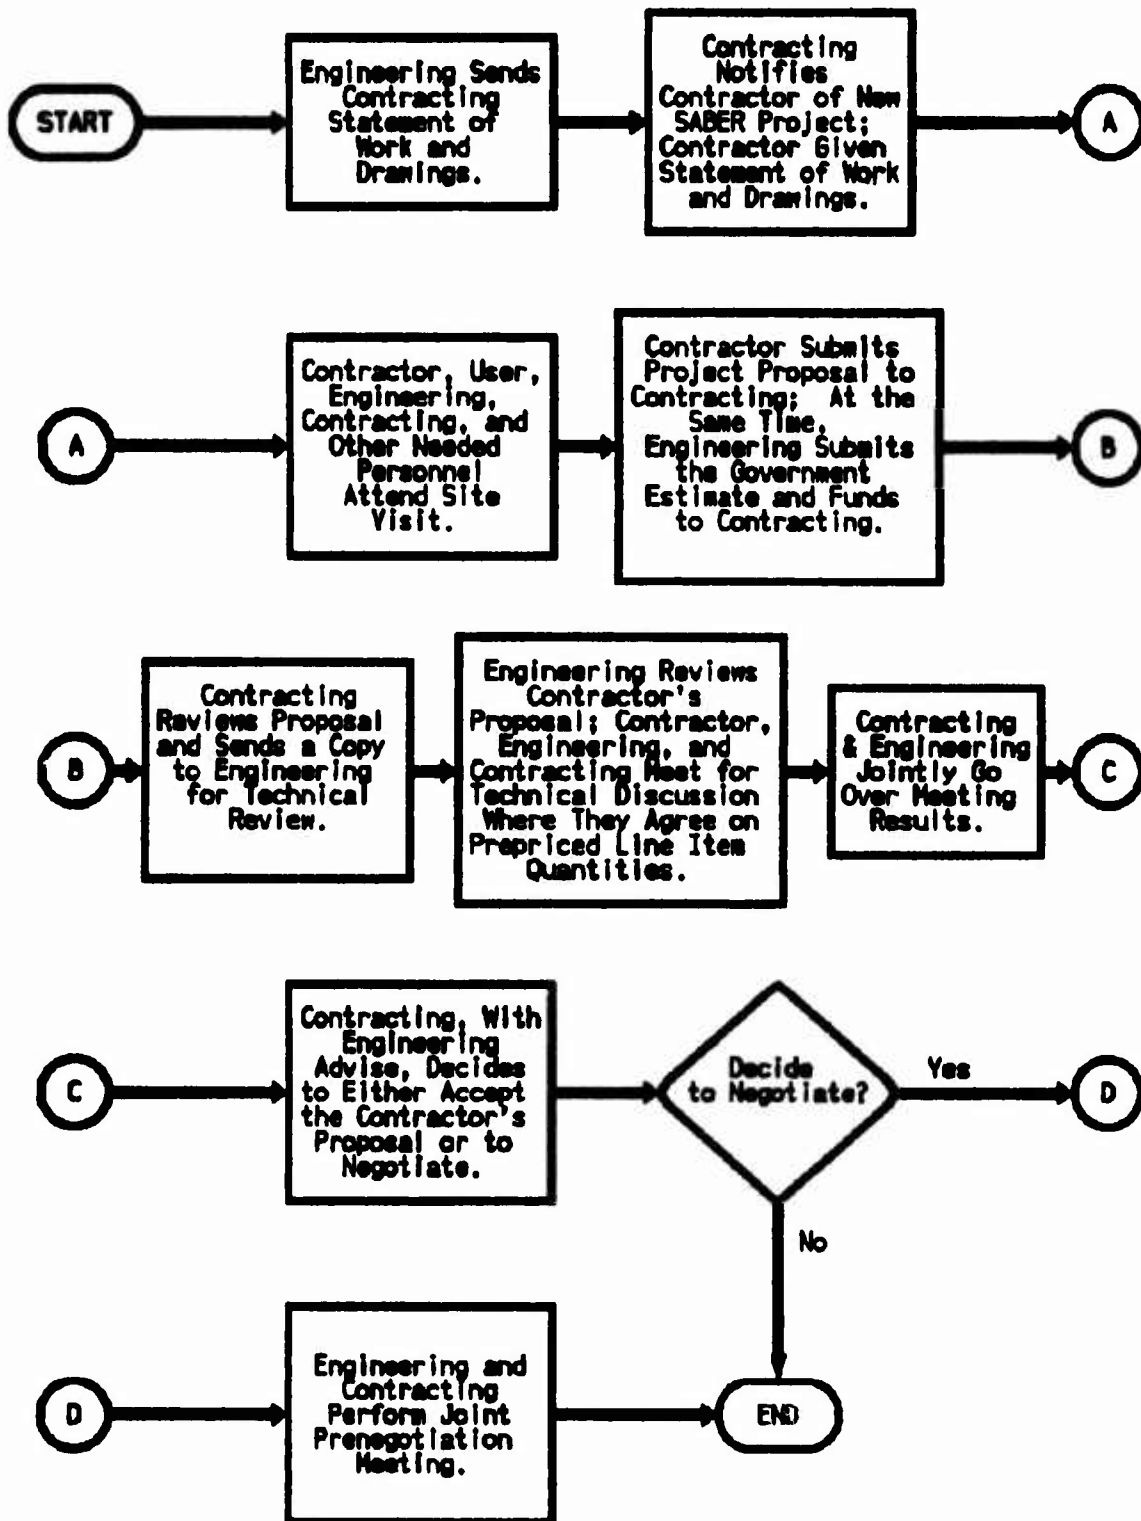 START
Engineering Sends
Contracting
Statement of
Work and
Drawings.
Contracting
Notifies
Contractor of New
SABER Project;
Contractor Given
Statement of Work
and Drawings.
A
A
Contractor, User,
Engineering,
Contracting, and
Other Needed
Personnel
Attend Site
Visit.
Contractor Submits
Project Proposal to
Contracting; At the
Same Time,
Engineering Submits
the Government
Estimate and Funds
to Contracting.
B
B
Contracting
Reviews Proposal
and Sends a Copy
to Engineering
for Technical
Review.
Engineering Reviews
Contractor's
Proposal; Contractor,
Engineering, and
Contracting Meet for
Technical Discussion
Where They Agree on
Prepriced Line Item
Quantities.
Contracting
& Engineering
Jointly Go
Over Meeting
Results.
C
C
Contracting, With
Engineering
Advise, Decides
to Either Accept
the Contractor's
Proposal or to
Negotiate.
Decide
to Negotiate?
Yes
D
No
D
Engineering and
Contracting
Perform Joint
Prenegotiation
Meeting.
END